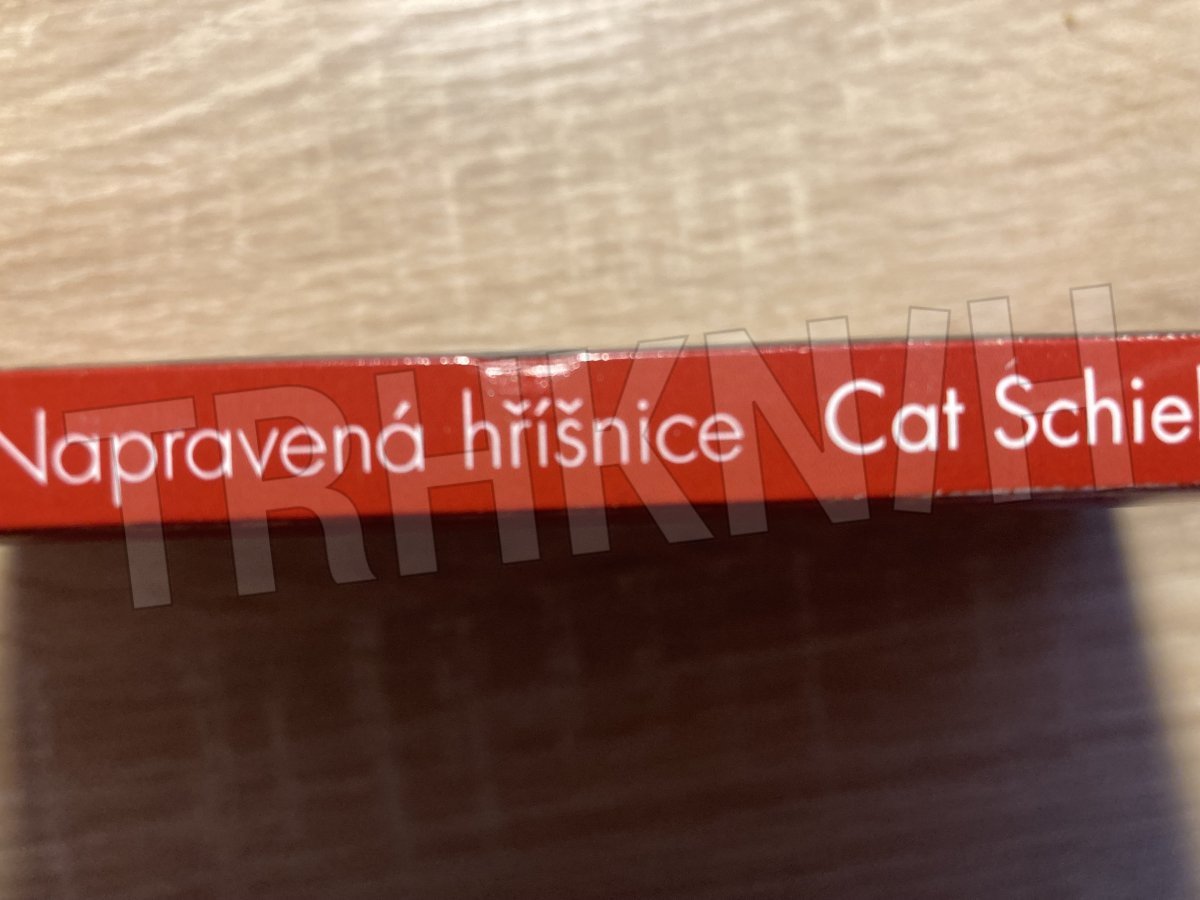 Napravená hříšnice Cat Schiel
TRHKNIH